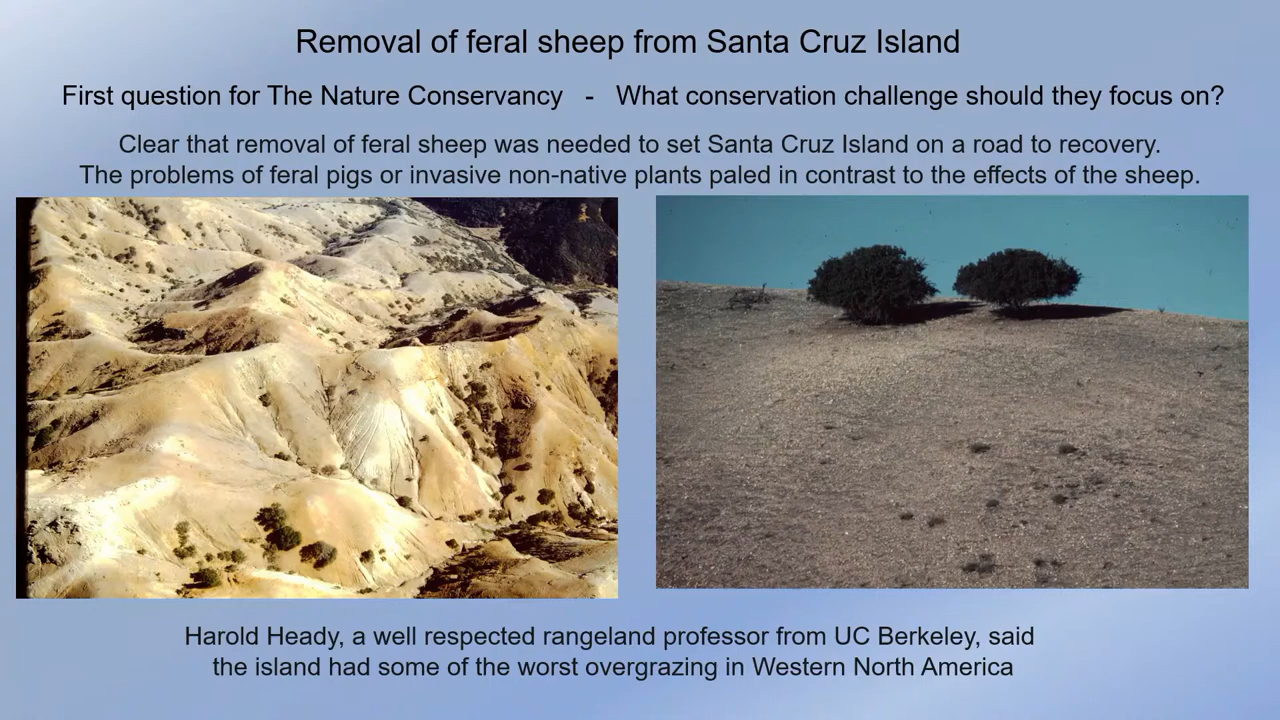 Removal of feral sheep from Santa Cruz Island
First question for The Nature Conservancy - What conservation challenge should they focus on?
Clear that removal of feral sheep was needed to set Santa Cruz Island on a road to recovery.
The problems of feral pigs or invasive non-native plants paled in contrast to the effects of the sheep.
Harold Heady, a well respected rangeland professor from UC Berkeley, said
the island had some of the worst overgrazing in Western North America